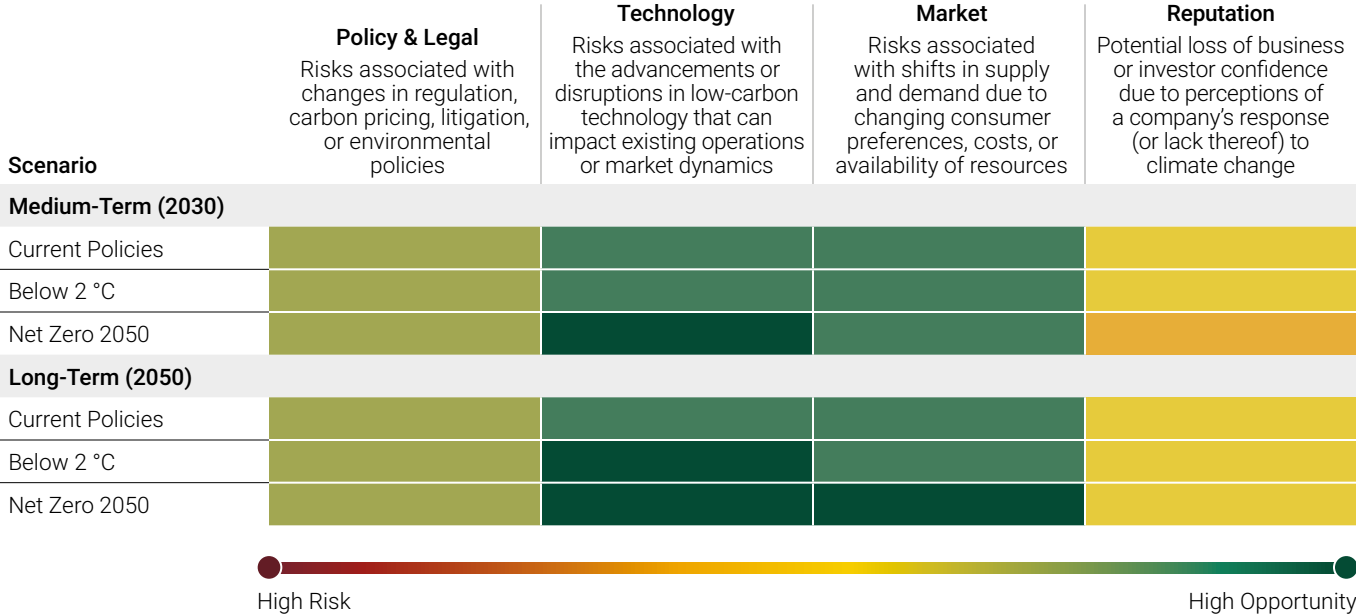 Scenario
Policy & Legal
Risks associated with
changes in regulation,
carbon pricing, litigation,
or environmental
policies
Technology
Risks associated with
the advancements or
disruptions in low-carbon
technology that can
impact existing operations
or market dynamics
Market
Risks associated
with shifts in supply
and demand due to
changing consumer
preferences, costs, or
availability of resources
Reputation
Potential loss of business
or investor confidence
due to perceptions of
a company’s response
(or lack thereof) to
climate change
Medium-Term (2030)
Current Policies
Below 2 °C
Net Zero 2050
Long-Term (2050)
Current Policies
Below 2 °C
Net Zero 2050
High Risk
High Opportunity